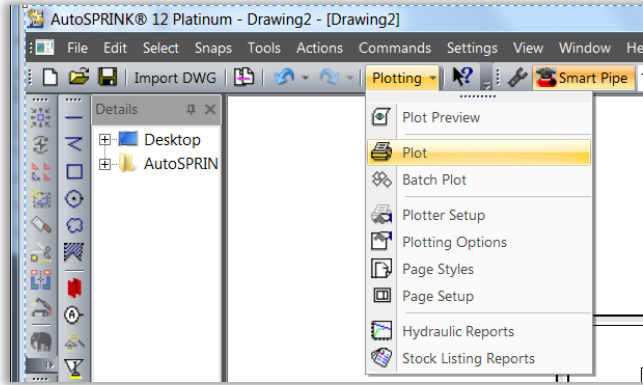 AutoSPRINK® 12 Platinum - Drawing2 - [Drawing2]
File Edit Select Snaps Tools Actions Commands Settings View Window He
Import DWG Plotting Smart Pipe
Details
Plot Preview
Desktop
Plot
AutoSPRIN
Batch Plot
Plotter Setup
Plotting Options
Page Styles
Page Setup
Hydraulic Reports
Stock Listing Reports
A